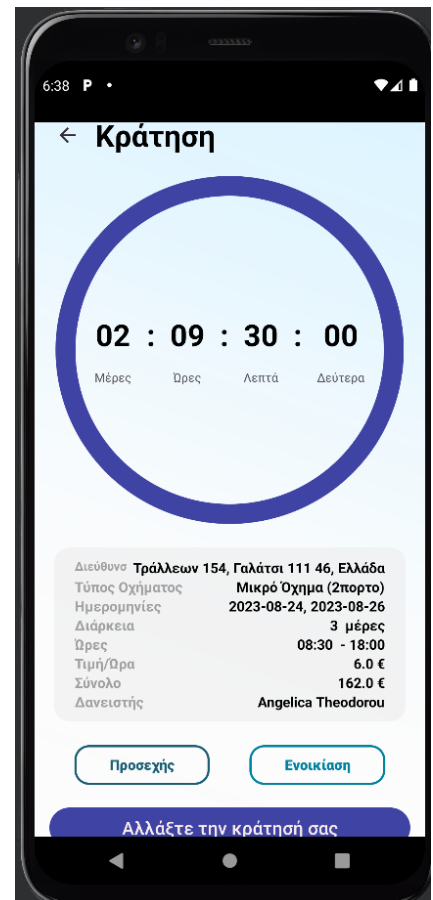 6:38 P
← Κράτηση
02 : 09 : 30 : 00
Μέρες Ώρες Λεπτά Δεύτερα
Διεύθυνσ Τράλλεων 154, Γαλάτσι 111 46, Ελλάδα
Τύπος Οχήματος Μικρό Όχημα (2πορτο)
Ημερομηνίες 2023-08-24, 2023-08-26
Διάρκεια 3 μέρες
Ώρες 08:30 - 18:00
Τιμή/Ώρα 6.0 €
Σύνολο 162.0 €
Δανειστής Angelica Theodorou
Προσεχής Ενοικίαση
Αλλάξτε την κράτησή σας